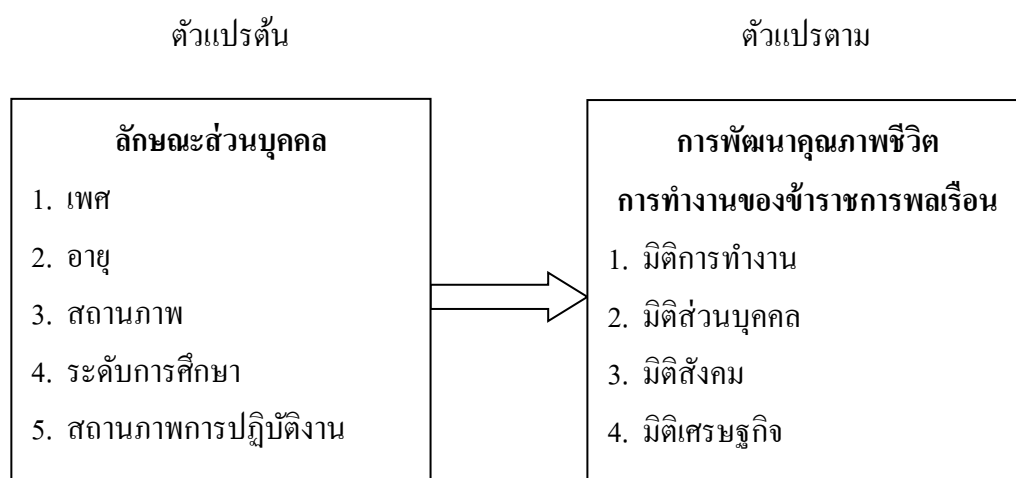 ตัวแปรต้น
ตัวแปรตาม
ลักษณะส่วนบุคคล
1. เพศ
2. อายุ
3. สถานภาพ
4. ระดับการศึกษา
5. สถานภาพการปฏิบัติงาน
การพัฒนาคุณภาพชีวิต
การทำงานของข้าราชการพลเรือน
1. มิติการทำงาน
2. มิติส่วนบุคคล
3. มิติสังคม
4. มิติเศรษฐกิจ